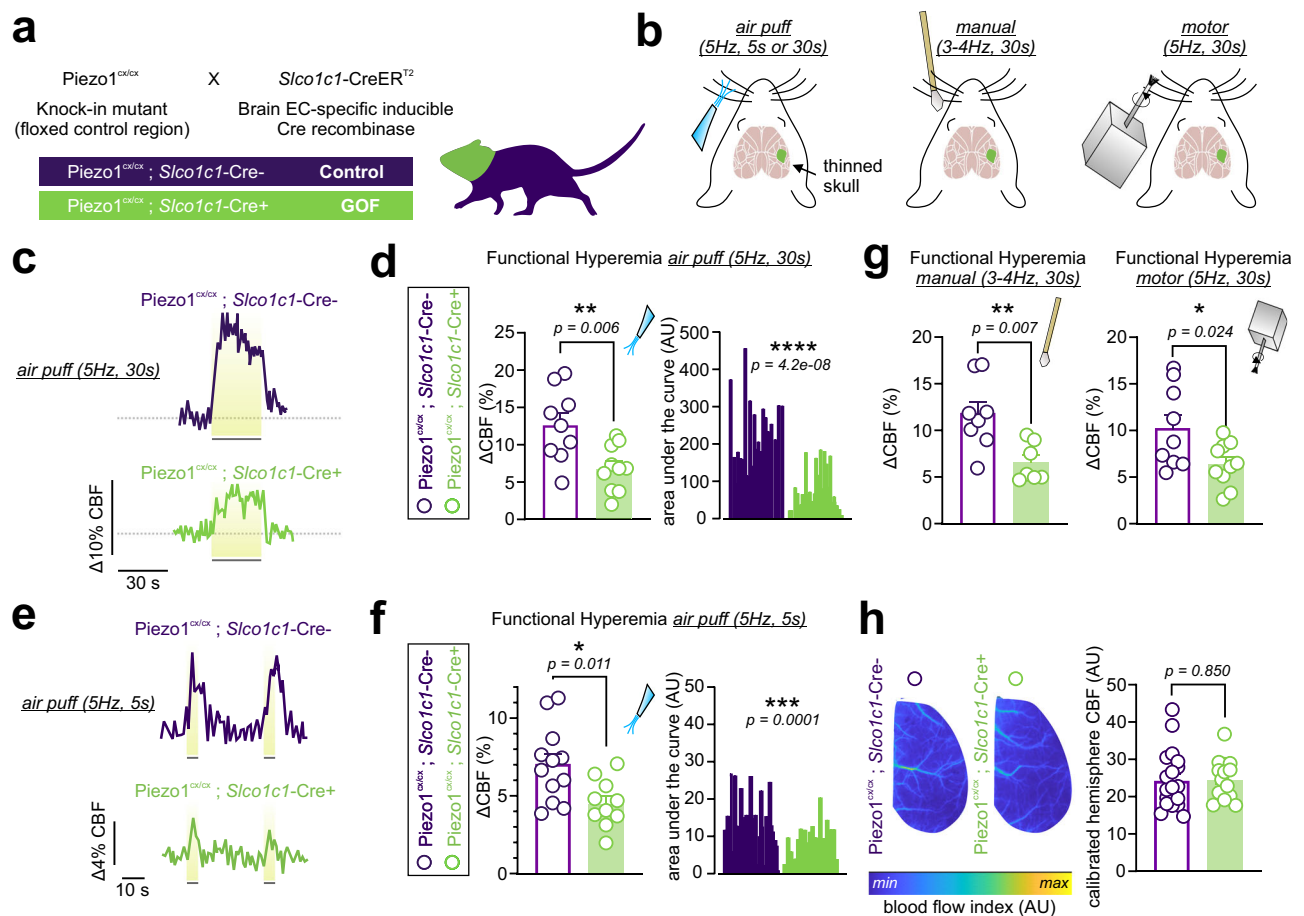 a
Piezo1cx/cx X Slco1c1-CreERT2
Knock-in mutant
(floxed control region)
Brain EC-specific inducible
Cre recombinase
Piezo1cx/cx ; Slco1c1-Cre- Control
Piezo1cx/cx ; Slco1c1-Cre+ GOF
b
air puff
(5Hz, 5s or 30s)
manual
(3-4Hz, 30s)
motor
(5Hz, 30s)
thinned
skull
c
Piezo1cx/cx ; Slco1c1-Cre-
air puff (5Hz, 30s)
Piezo1cx/cx ; Slco1c1-Cre+
Δ10% CBF
30 s
d
Functional Hyperemia air puff (5Hz, 30s)
Piezo1cx/cx ; Slco1c1-Cre-
Piezo1cx/cx ; Slco1c1-Cre+
**
p = 0.006
ΔCBF (%)
25
20
15
10
5
0
****
p = 4.2e-08
area under the curve (AU)
500
400
300
200
100
0
e
Piezo1cx/cx ; Slco1c1-Cre-
air puff (5Hz, 5s)
Piezo1cx/cx ; Slco1c1-Cre+
Δ4% CBF
10 s
f
Functional Hyperemia air puff (5Hz, 5s)
Piezo1cx/cx ; Slco1c1-Cre-
Piezo1cx/cx ; Slco1c1-Cre+
*
p = 0.011
ΔCBF (%)
10
5
0
***
p = 0.0001
area under the curve (AU)
50
40
30
20
10
0
g
Functional Hyperemia
manual (3-4Hz, 30s)
**
p = 0.007
ΔCBF (%)
20
15
10
5
0
Functional Hyperemia
motor (5Hz, 30s)
*
p = 0.024
ΔCBF (%)
20
15
10
5
0
h
Piezo1cx/cx ; Slco1c1-Cre-
Piezo1cx/cx ; Slco1c1-Cre+
min max
blood flow index (AU)
p = 0.850
calibrated hemisphere CBF (AU)
50
40
30
20
10
0